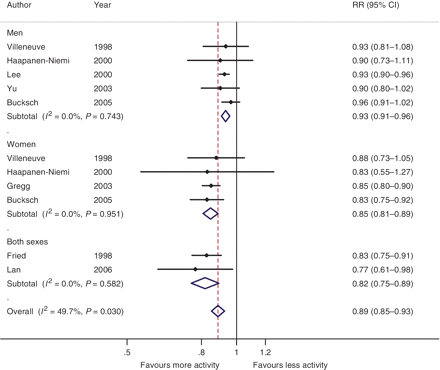 Author Year RR (95% CI)
Men
Villeneuve 1998 0.93 (0.81–1.08)
Haapanen-Niemi 2000 0.90 (0.73–1.11)
Lee 2000 0.93 (0.90–0.96)
Yu 2003 0.90 (0.80–1.02)
Bucksch 2005 0.96 (0.91–1.02)
Subtotal (I² = 0.0%, P = 0.743) 0.93 (0.91–0.96)
.
Women
Villeneuve 1998 0.88 (0.73–1.05)
Haapanen-Niemi 2000 0.83 (0.55–1.27)
Gregg 2003 0.85 (0.80–0.90)
Bucksch 2005 0.83 (0.75–0.92)
Subtotal (I² = 0.0%, P = 0.951) 0.85 (0.81–0.89)
.
Both sexes
Fried 1998 0.83 (0.75–0.91)
Lan 2006 0.77 (0.61–0.98)
Subtotal (I² = 0.0%, P = 0.582) 0.82 (0.75–0.89)
.
Overall (I² = 49.7%, P = 0.030) 0.89 (0.85–0.93)
.5 .8 1 1.2
Favours more activity Favours less activity